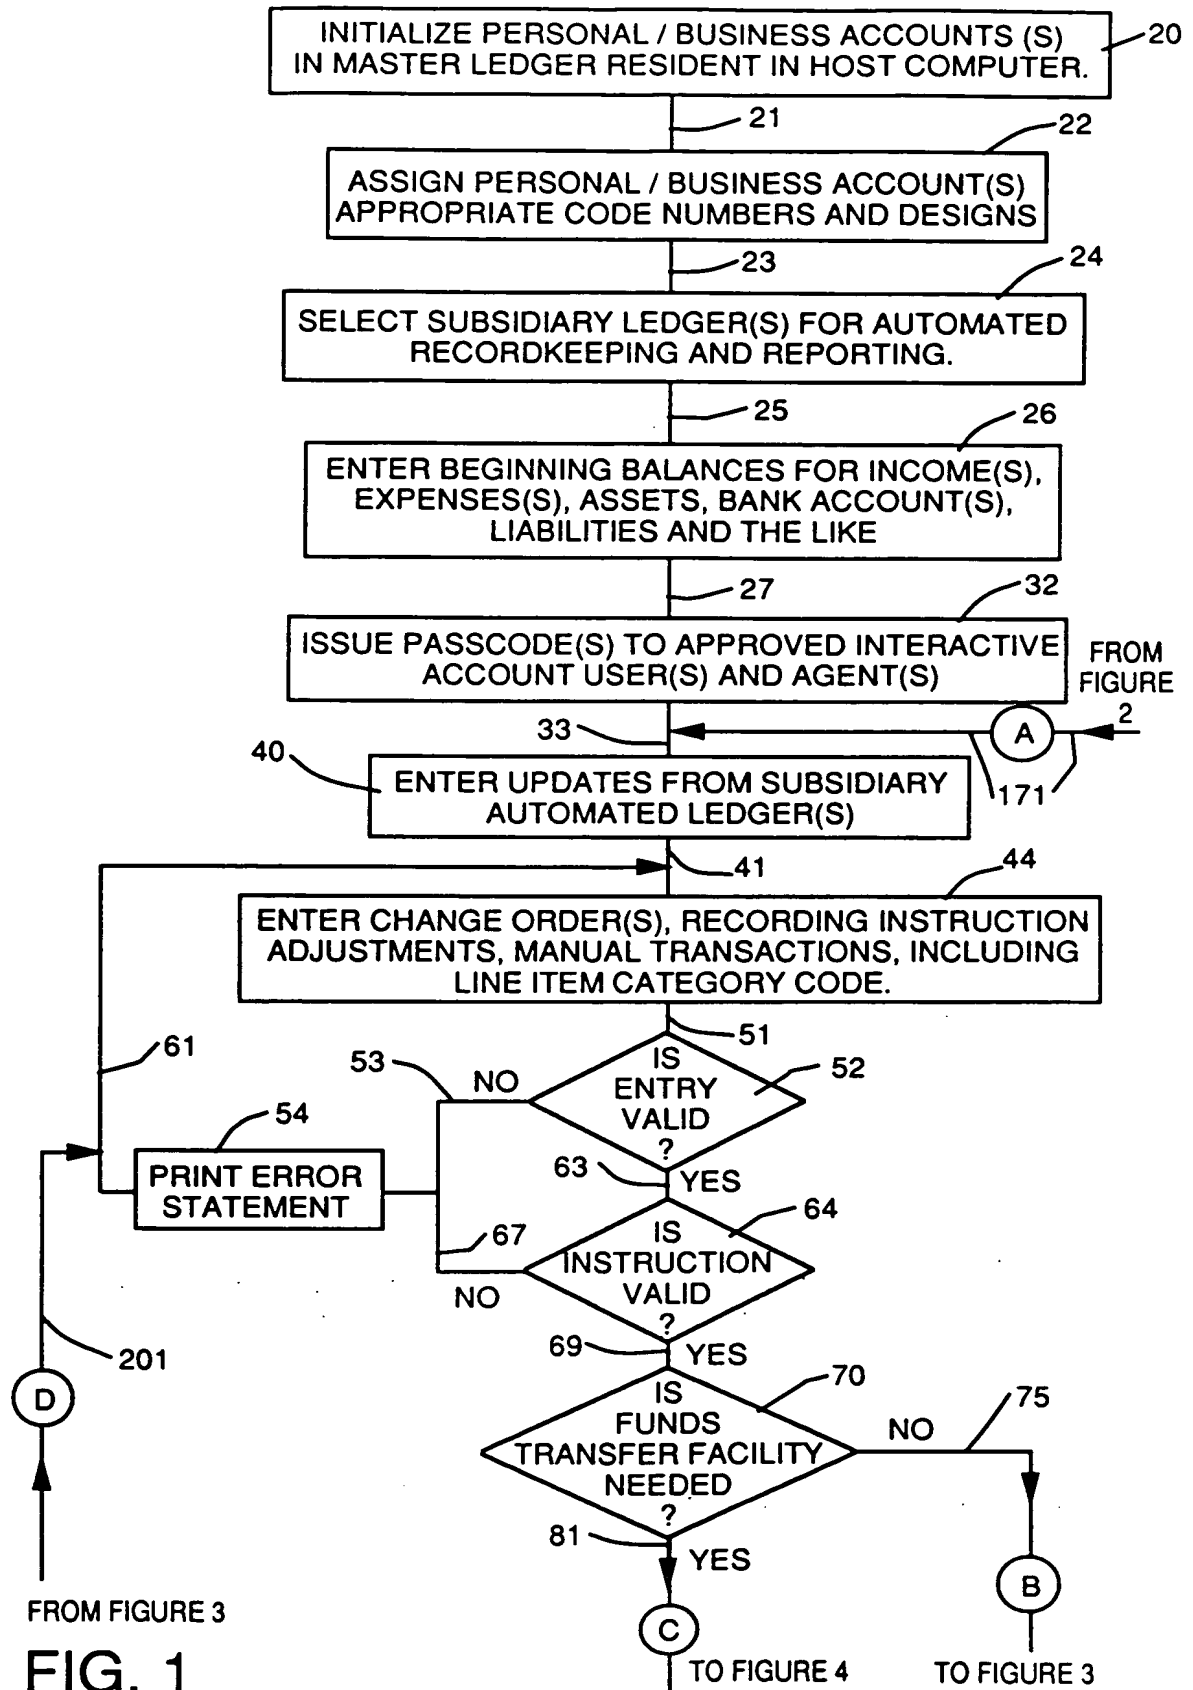 INITIALIZE PERSONAL / BUSINESS ACCOUNTS (S)
IN MASTER LEDGER RESIDENT IN HOST COMPUTER.
20
21
22
ASSIGN PERSONAL / BUSINESS ACCOUNT(S)
APPROPRIATE CODE NUMBERS AND DESIGNS
23
24
SELECT SUBSIDIARY LEDGER(S) FOR AUTOMATED
RECORDKEEPING AND REPORTING.
25
26
ENTER BEGINNING BALANCES FOR INCOME(S),
EXPENSES(S), ASSETS, BANK ACCOUNT(S),
LIABILITIES AND THE LIKE
27
32
ISSUE PASSCODE(S) TO APPROVED INTERACTIVE
ACCOUNT USER(S) AND AGENT(S)
FROM
FIGURE
2
A
171
33
40
ENTER UPDATES FROM SUBSIDIARY
AUTOMATED LEDGER(S)
41
44
ENTER CHANGE ORDER(S), RECORDING INSTRUCTION
ADJUSTMENTS, MANUAL TRANSACTIONS, INCLUDING
LINE ITEM CATEGORY CODE.
51
61
53
NO
IS
ENTRY
VALID
?
52
54
PRINT ERROR
STATEMENT
63
YES
64
67
NO
IS
INSTRUCTION
VALID
?
69
YES
201
D
70
IS
FUNDS
TRANSFER FACILITY
NEEDED
?
NO
75
81
YES
B
C
FROM FIGURE 3
TO FIGURE 4
TO FIGURE 3
FIG. 1